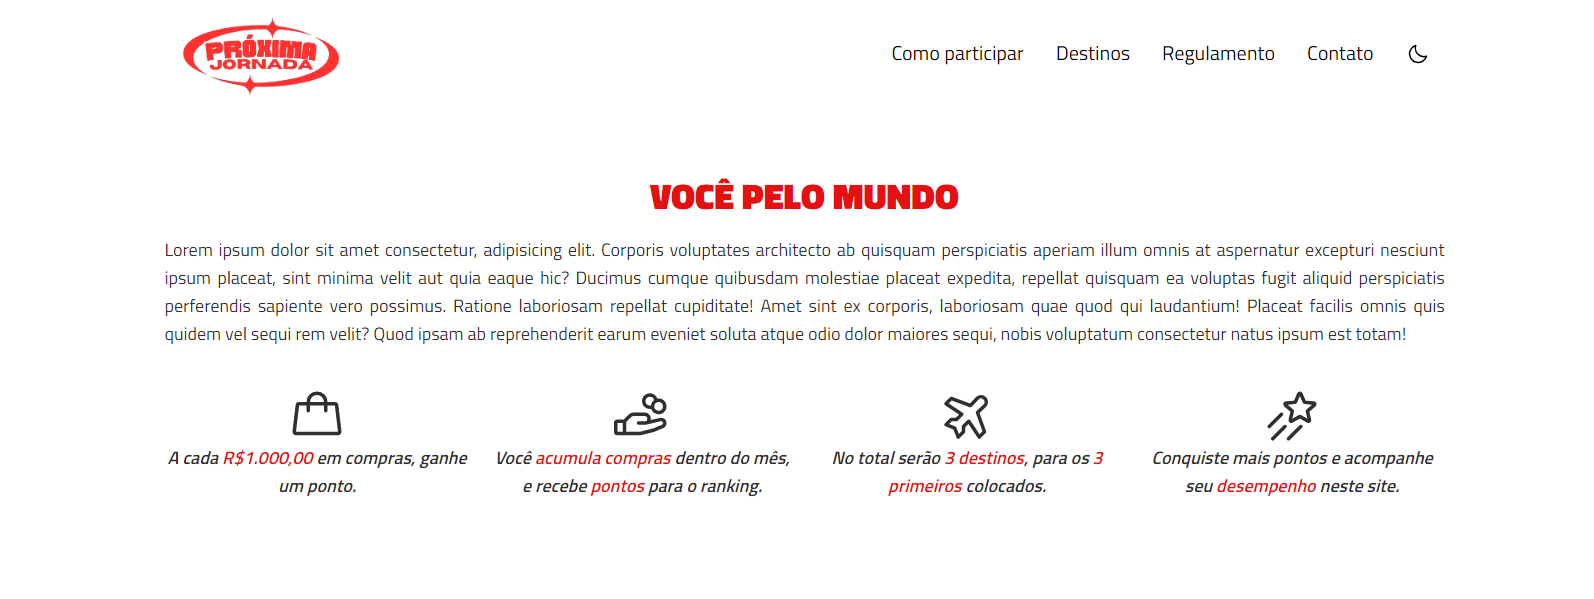 PRÓXIMA
JORNADA
Como participar Destinos Regulamento Contato
VOCÊ PELO MUNDO
Lorem ipsum dolor sit amet consectetur, adipisicing elit. Corporis voluptates architecto ab quisquam perspiciatis aperiam illum omnis at aspernatur excepturi nesciunt
ipsum placeat, sint minima velit aut quia eaque hic? Ducimus cumque quibusdam molestiae placeat expedita, repellat quisquam ea voluptas fugit aliquid perspiciatis
perferendis sapiente vero possimus. Ratione laboriosam repellat cupiditate! Amet sint ex corporis, laboriosam quae quod qui laudantium! Placeat facilis omnis quis
quidem vel sequi rem velit? Quod ipsam ab reprehenderit earum eveniet soluta atque odio dolor maiores sequi, nobis voluptatum consectetur natus ipsum est totam!
A cada R$1.000,00 em compras, ganhe
um ponto.
Você acumula compras dentro do mês,
e recebe pontos para o ranking.
No total serão 3 destinos, para os 3
primeiros colocados.
Conquiste mais pontos e acompanhe
seu desempenho neste site.